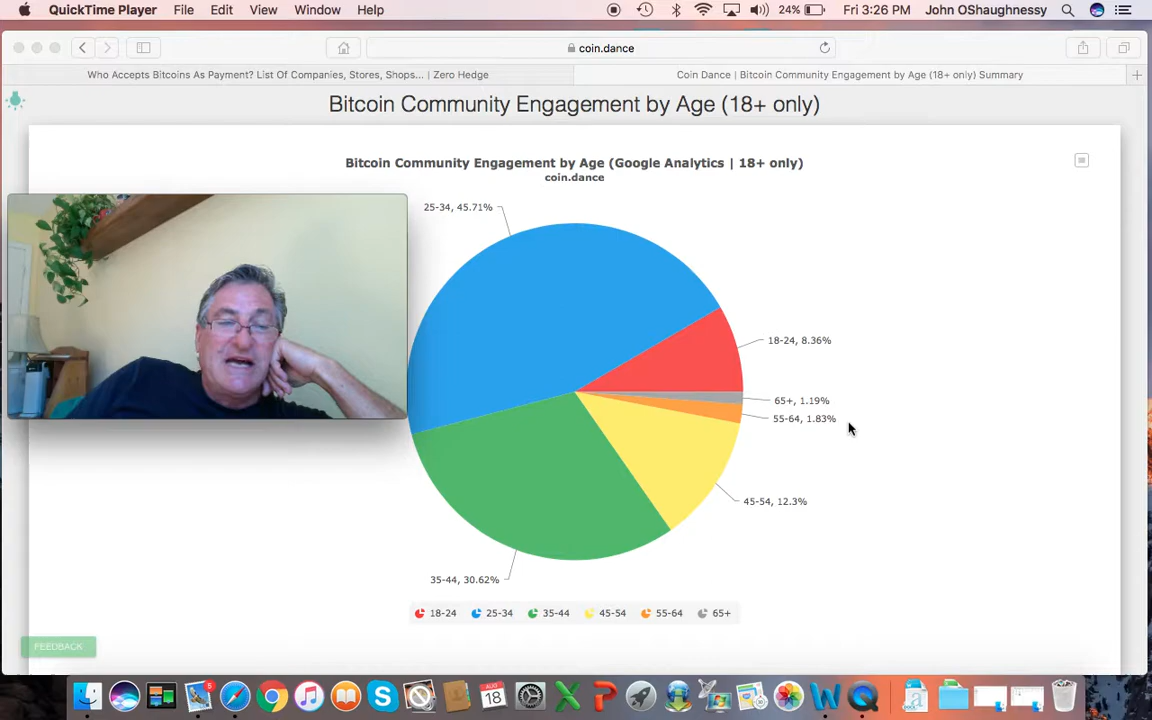 QuickTime Player File Edit View Window Help 24% Fri 3:26 PM John OShaughnessy
coin.dance
Who Accepts Bitcoins As Payment? List Of Companies, Stores, Shops... | Zero Hedge Coin Dance | Bitcoin Community Engagement by Age (18+ only) Summary
Bitcoin Community Engagement by Age (18+ only)
Bitcoin Community Engagement by Age (Google Analytics | 18+ only)
coin.dance
25-34, 45.71%
18-24, 8.36%
65+, 1.19%
55-64, 1.83%
45-54, 12.3%
35-44, 30.62%
18-24 25-34 35-44 45-54 55-64 65+
FEEDBACK
5
AUG
18